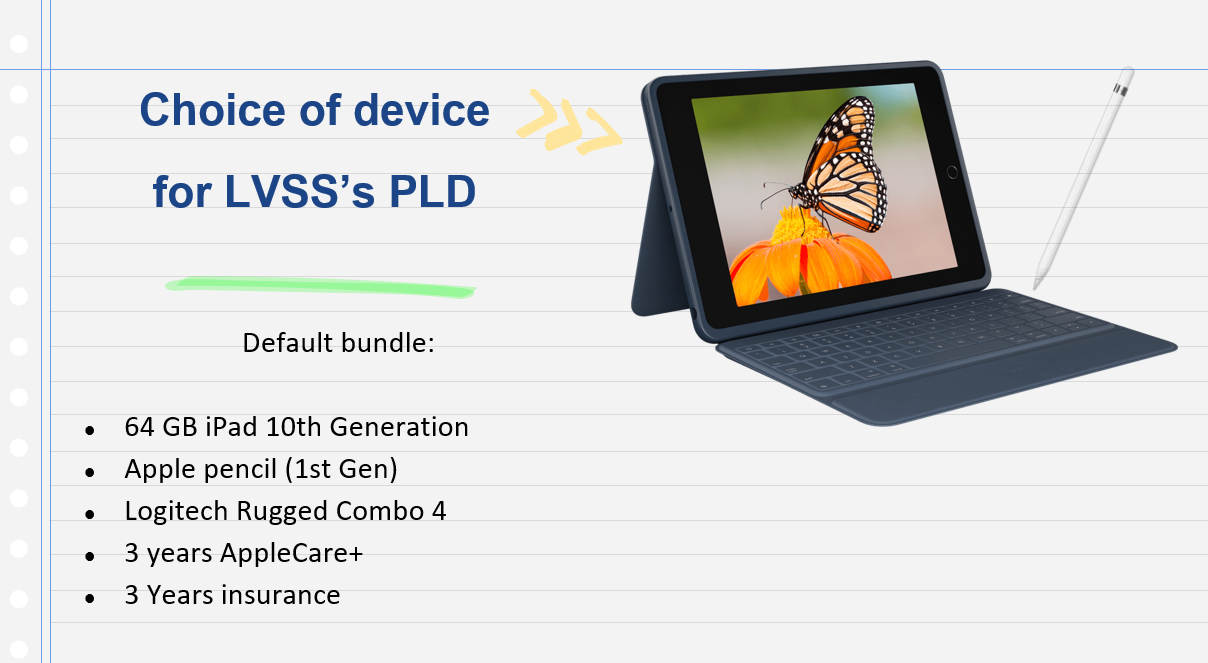 Choice of device
for LVSS’s PLD
Default bundle:
• 64 GB iPad 10th Generation
• Apple pencil (1st Gen)
• Logitech Rugged Combo 4
• 3 years AppleCare+
• 3 Years insurance